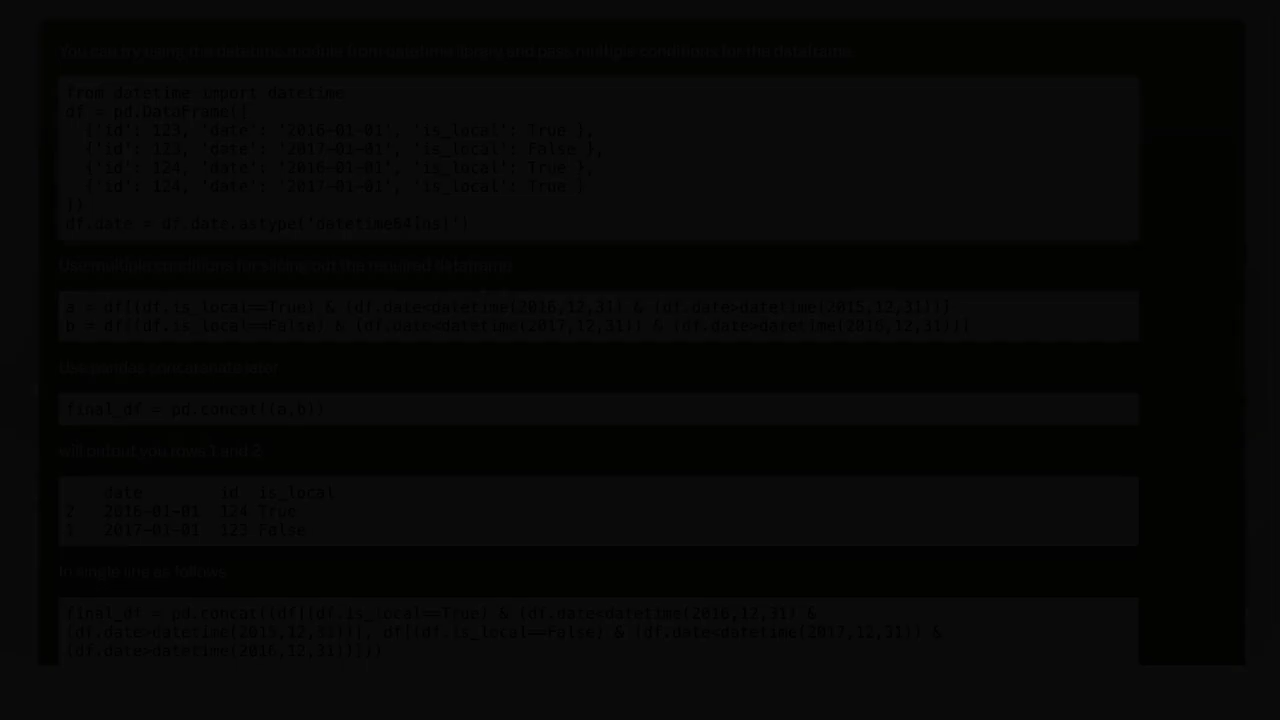 You can try using the datetime module from datetime library and pass multiple conditions for the dataframe
from datetime import datetime
df = pd.DataFrame([
{'id': 123, 'date': '2016-01-01', 'is_local': True },
{'id': 123, 'date': '2017-01-01', 'is_local': False },
{'id': 124, 'date': '2016-01-01', 'is_local': True },
{'id': 124, 'date': '2017-01-01', 'is_local': True }
])
df.date = df.date.astype('datetime64[ns]')
Use multiple conditions for slicing out the required dataframe
a = df[(df.is_local==True) & (df.date<datetime(2016,12,31) & (df.date>datetime(2015,12,31))]
b = df[(df.is_local==False) & (df.date<datetime(2017,12,31)) & (df.date>datetime(2016,12,31))]
Use pandas concatenate later
final_df = pd.concat((a,b))
will output you rows 1 and 2
date id is_local
2 2016-01-01 124 True
1 2017-01-01 123 False
In single line as follows
final_df = pd.concat((df[(df.is_local==True) & (df.date<datetime(2016,12,31) &
(df.date>datetime(2015,12,31))], df[(df.is_local==False) & (df.date<datetime(2017,12,31)) &
(df.date>datetime(2016,12,31))]))